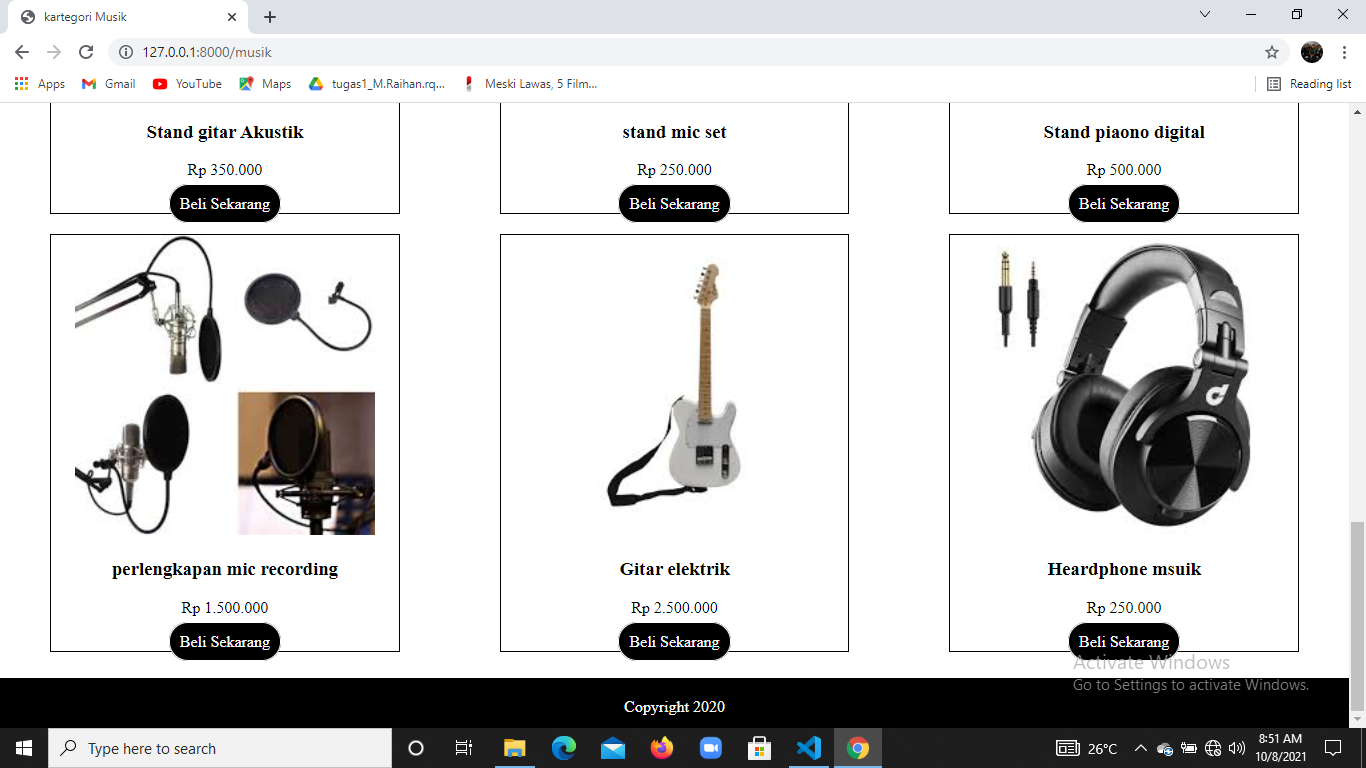 kartegori Musik
127.0.0.1:8000/musik
Apps Gmail YouTube Maps tugas1_M.Raihan.rq... Meski Lawas, 5 Film... Reading list
Stand gitar Akustik stand mic set Stand piaono digital
Rp 350.000 Rp 250.000 Rp 500.000
Beli Sekarang Beli Sekarang Beli Sekarang
perlengkapan mic recording Gitar elektrik Heardphone msuik
Rp 1.500.000 Rp 2.500.000 Rp 250.000
Beli Sekarang Beli Sekarang Beli Sekarang
Activate Windows
Go to Settings to activate Windows.
Copyright 2020
Type here to search 26°C 8:51 AM
10/8/2021